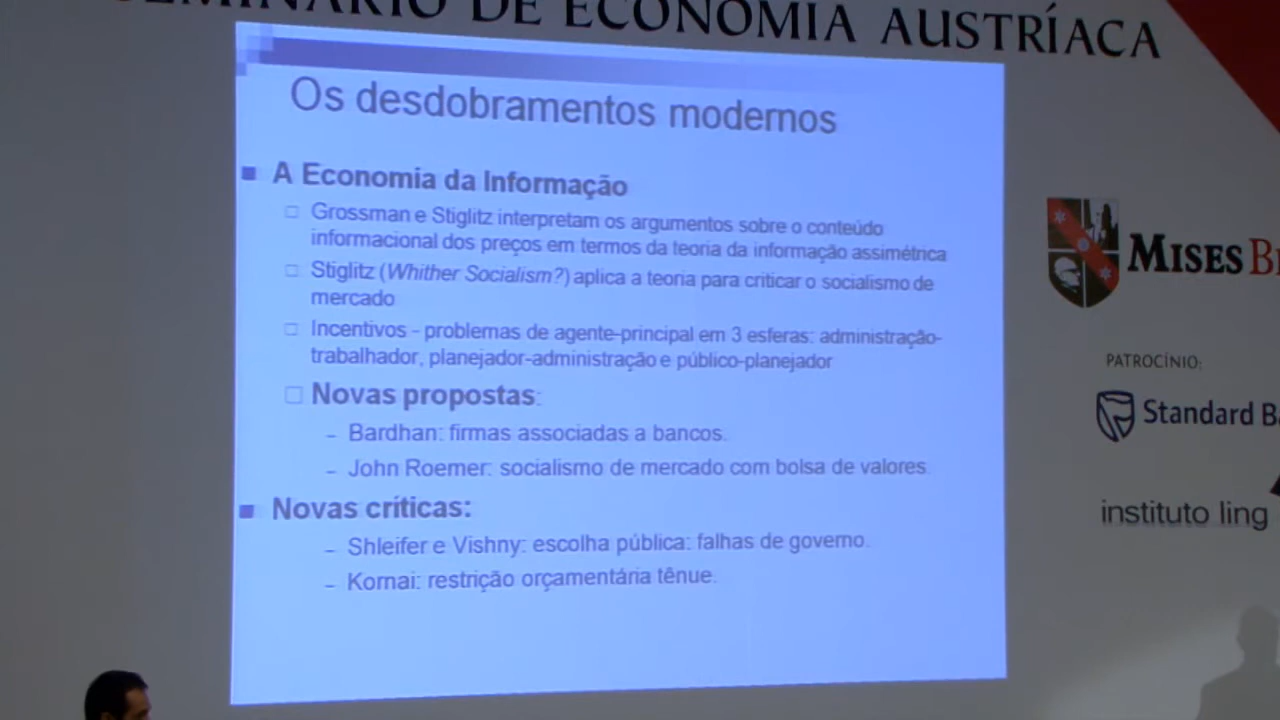 SEMINÁRIO DE ECONOMIA AUSTRÍACA
Os desdobramentos modernos
A Economia da Informação
Grossman e Stiglitz interpretam os argumentos sobre o conteúdo
informacional dos preços em termos da teoria da informação assimétrica
Stiglitz (Whither Socialism?) aplica a teoria para criticar o socialismo de
mercado
Incentivos - problemas de agente-principal em 3 esferas: administração-
trabalhador, planejador-administração e público-planejador
Novas propostas:
- Bardhan: firmas associadas a bancos.
- John Roemer: socialismo de mercado com bolsa de valores
Novas críticas:
- Shleifer e Vishny: escolha pública: falhas de governo.
- Kornai: restrição orçamentária tênue.
MISES B
PATROCÍNIO:
Standard Ba
instituto ling